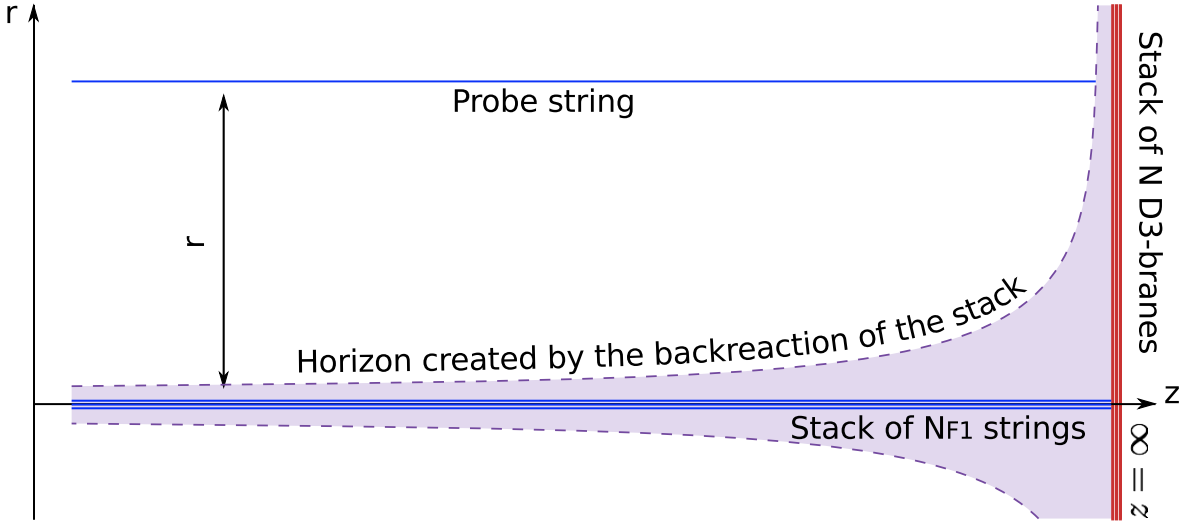 r
Probe string
r
Horizon created by the backreaction of the stack
Stack of N D3-branes
z
Stack of NF1 strings
z = ∞